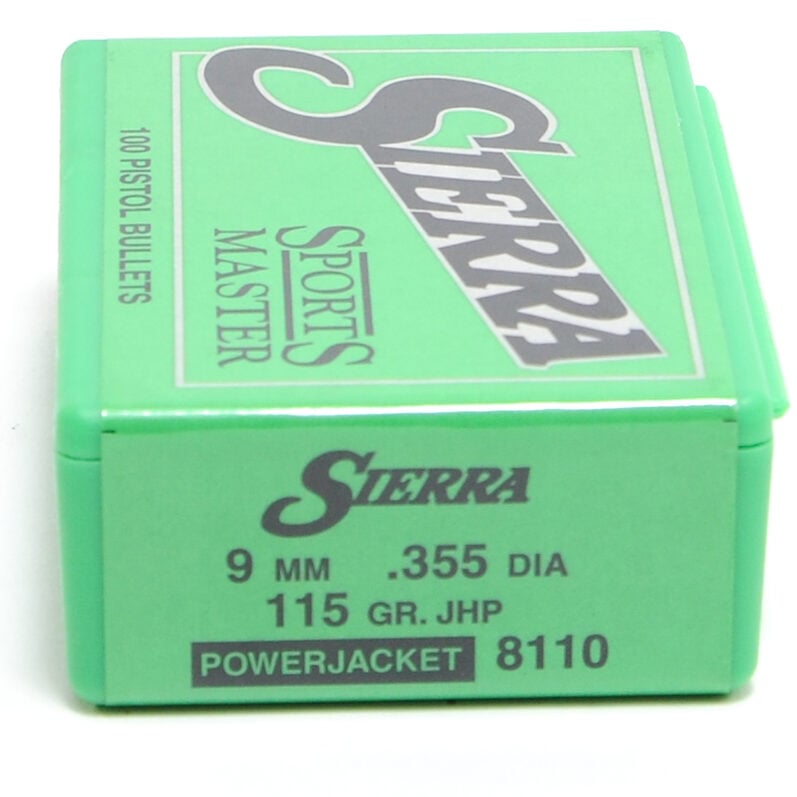 SIERRA
SPORTS
MASTER
100 PISTOL BULLETS
SIERRA
9 MM .355 DIA
115 GR. JHP
POWERJACKET 8110